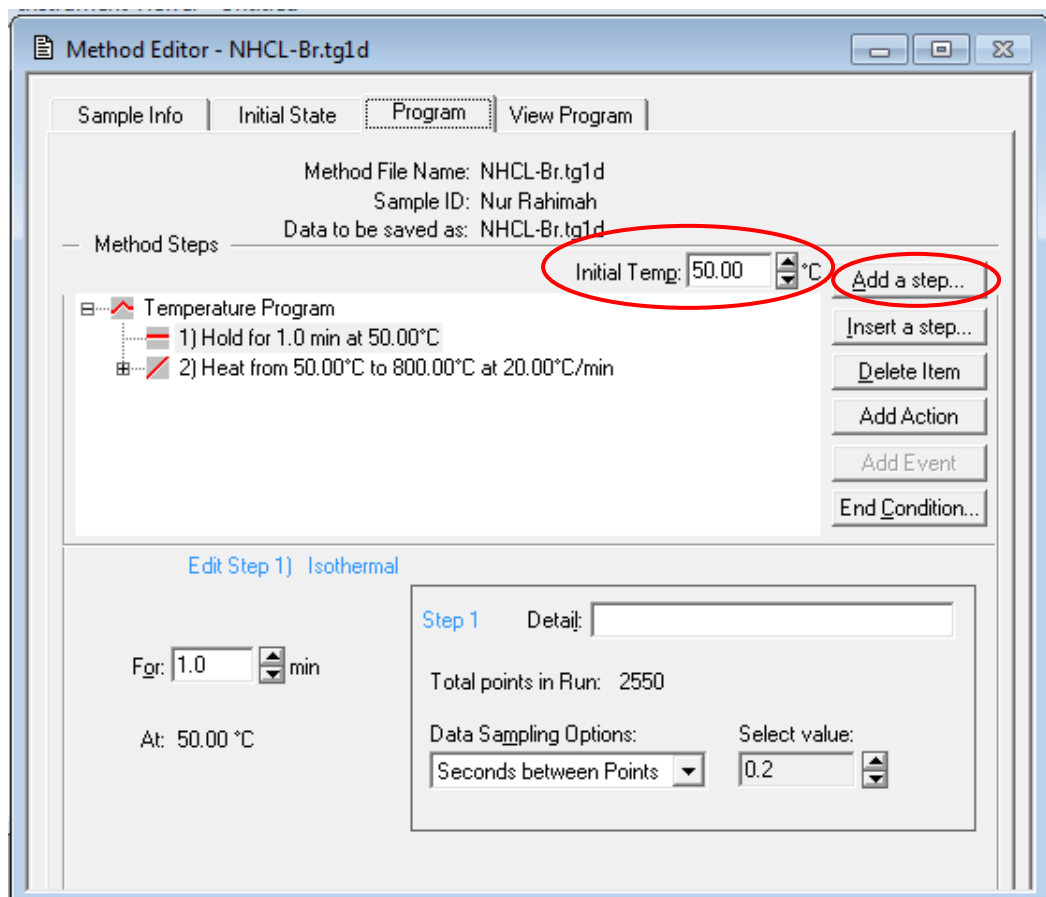 Method Editor - NHCL-Br.tg1d
Sample Info Initial State Program View Program
Method File Name: NHCL-Br.tg1d
Sample ID: Nur Rahimah
Data to be saved as: NHCL-Br.tg1d
Method Steps
Initial Temp: 50.00 °C
Add a step...
Temperature Program
1) Hold for 1.0 min at 50.00°C
Insert a step...
2) Heat from 50.00°C to 800.00°C at 20.00°C/min
Delete Item
Add Action
Add Event
End Condition...
Edit Step 1) Isothermal
Step 1 Detail:
For: 1.0 min
Total points in Run: 2550
At: 50.00 °C
Data Sampling Options: Select value:
Seconds between Points 0.2